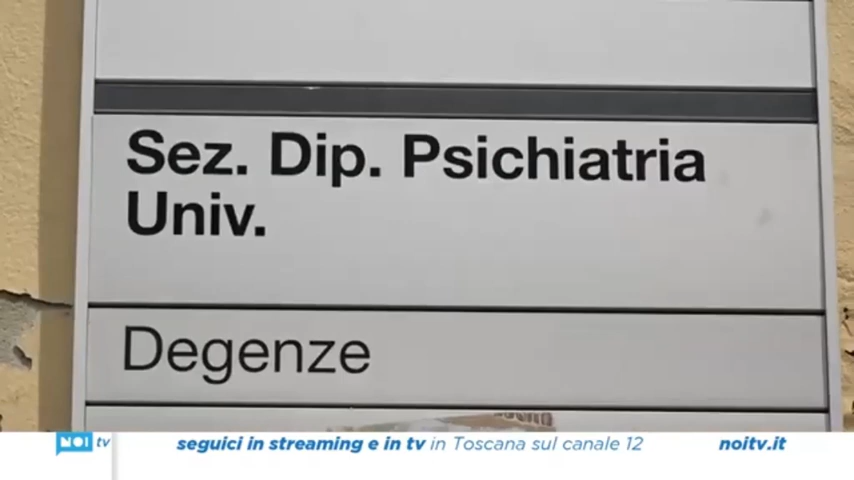 Sez. Dip. Psichiatria
Univ.
Degenze
NOI tv
seguici in streaming e in tv in Toscana sul canale 12
noitv.it